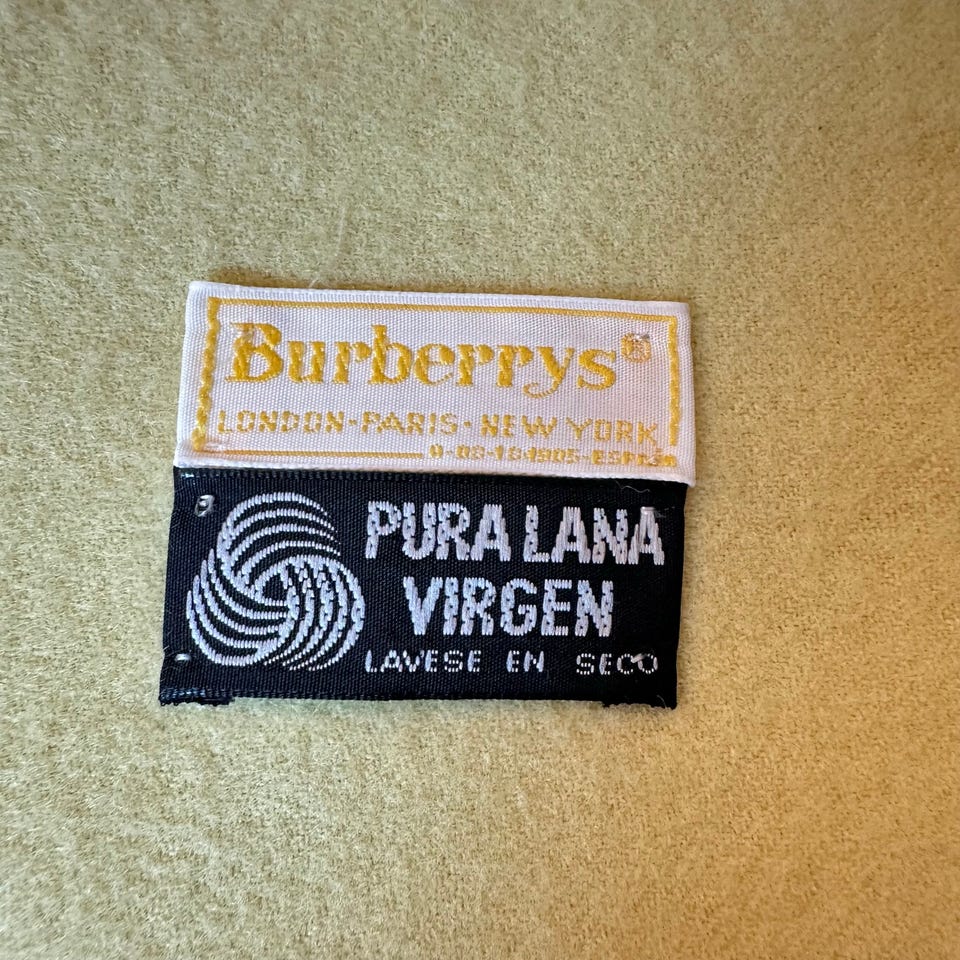 Burberrys®
LONDON·PARIS·NEW YORK
PURA LANA
VIRGEN
LAVESE EN SECO